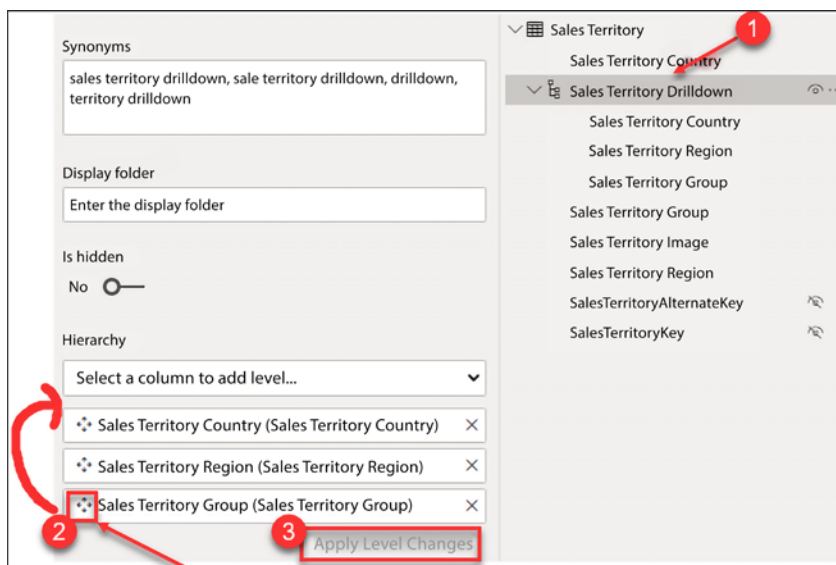 Synonyms
sales territory drilldown, sale territory drilldown, drilldown,
territory drilldown
Display folder
Enter the display folder
Is hidden
No
Hierarchy
Select a column to add level...
Sales Territory Country (Sales Territory Country)
Sales Territory Region (Sales Territory Region)
Sales Territory Group (Sales Territory Group)
2
3
Apply Level Changes
Sales Territory
1
Sales Territory Country
Sales Territory Drilldown
Sales Territory Country
Sales Territory Region
Sales Territory Group
Sales Territory Group
Sales Territory Image
Sales Territory Region
SalesTerritoryAlternateKey
SalesTerritoryKey